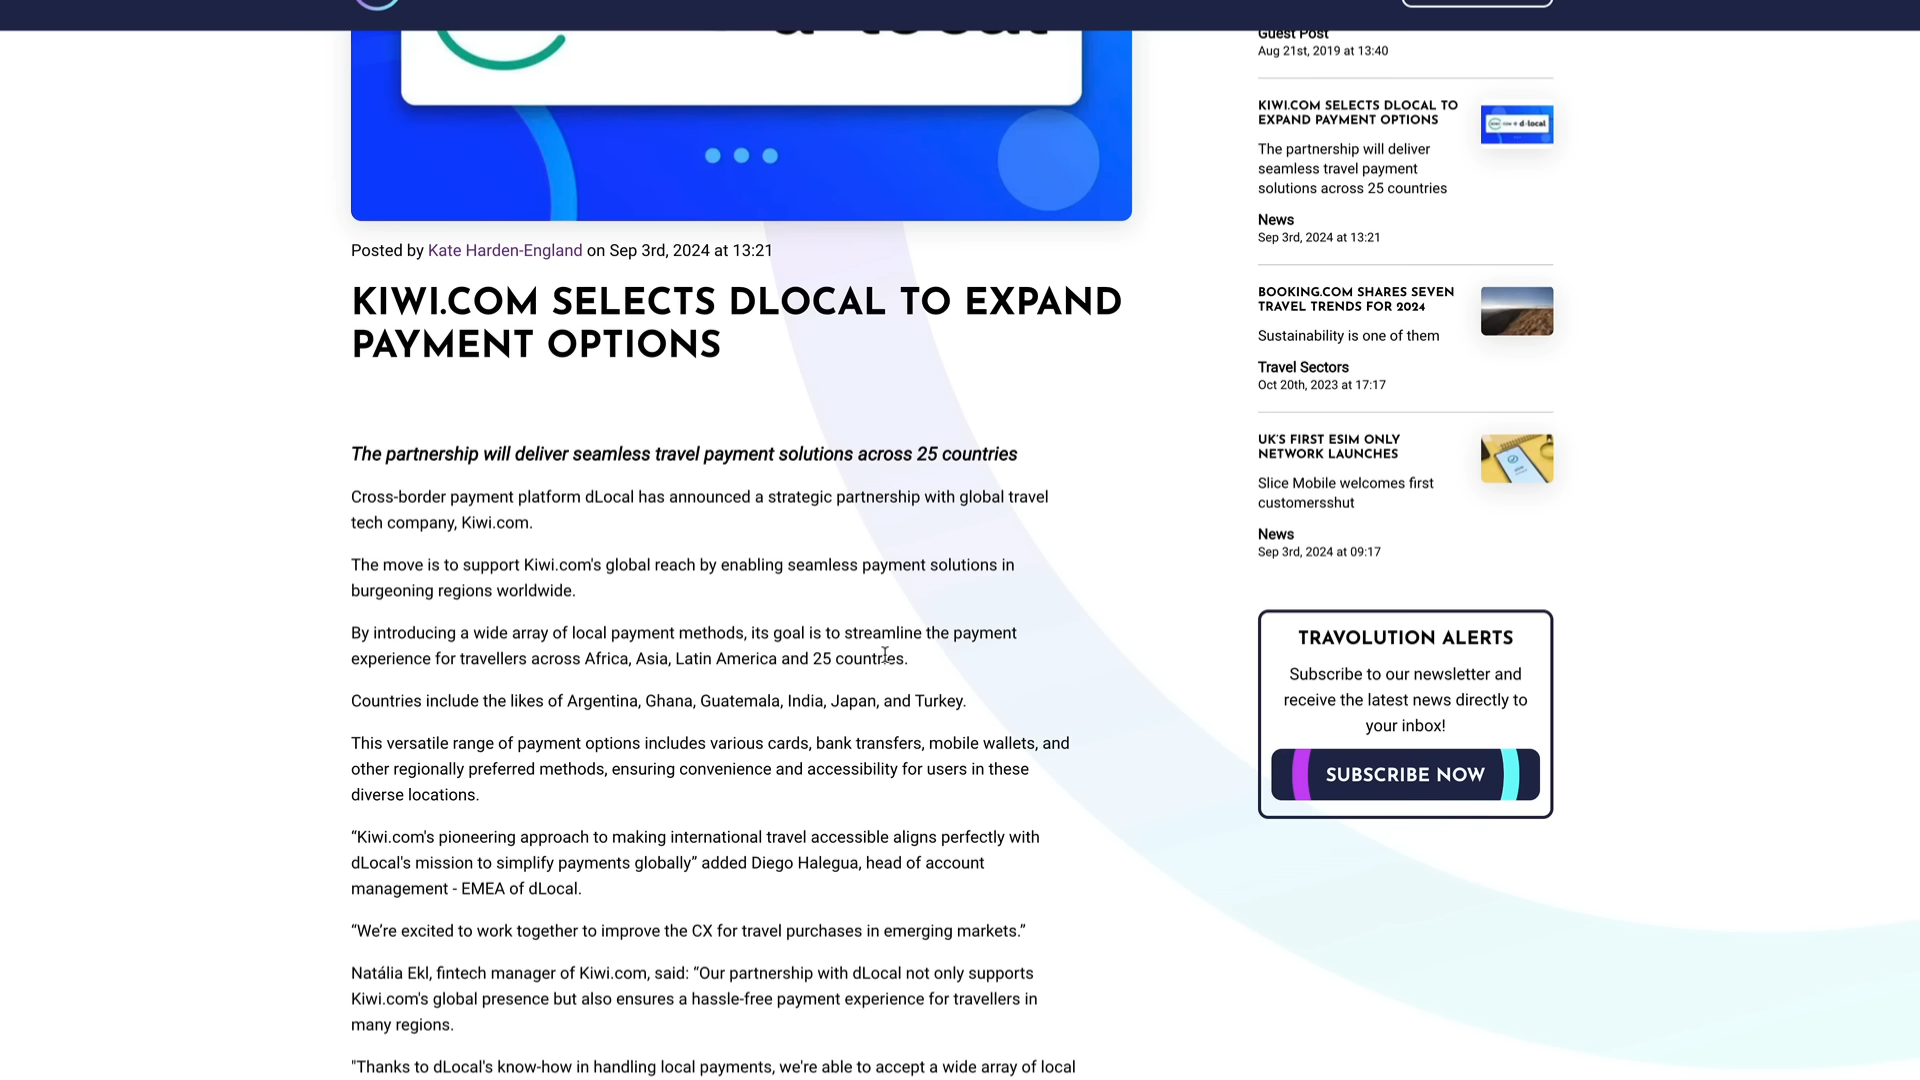 Posted by Kate Harden-England on Sep 3rd, 2024 at 13:21
KIWI.COM SELECTS DLOCAL TO EXPAND
PAYMENT OPTIONS
The partnership will deliver seamless travel payment solutions across 25 countries
Cross-border payment platform dLocal has announced a strategic partnership with global travel
tech company, Kiwi.com.
The move is to support Kiwi.com's global reach by enabling seamless payment solutions in
burgeoning regions worldwide.
By introducing a wide array of local payment methods, its goal is to streamline the payment
experience for travellers across Africa, Asia, Latin America and 25 countries.
Countries include the likes of Argentina, Ghana, Guatemala, India, Japan, and Turkey.
This versatile range of payment options includes various cards, bank transfers, mobile wallets, and
other regionally preferred methods, ensuring convenience and accessibility for users in these
diverse locations.
“Kiwi.com's pioneering approach to making international travel accessible aligns perfectly with
dLocal's mission to simplify payments globally” added Diego Halegua, head of account
management - EMEA of dLocal.
“We’re excited to work together to improve the CX for travel purchases in emerging markets.”
Natália Ekl, fintech manager of Kiwi.com, said: “Our partnership with dLocal not only supports
Kiwi.com's global presence but also ensures a hassle-free payment experience for travellers in
many regions.
"Thanks to dLocal's know-how in handling local payments, we're able to accept a wide array of local
Guest Post
Aug 21st, 2019 at 13:40
KIWI.COM SELECTS DLOCAL TO
EXPAND PAYMENT OPTIONS
d·local
The partnership will deliver
seamless travel payment
solutions across 25 countries
News
Sep 3rd, 2024 at 13:21
BOOKING.COM SHARES SEVEN
TRAVEL TRENDS FOR 2024
Sustainability is one of them
Travel Sectors
Oct 20th, 2023 at 17:17
UK'S FIRST ESIM ONLY
NETWORK LAUNCHES
Slice Mobile welcomes first
customersshut
News
Sep 3rd, 2024 at 09:17
TRAVOLUTION ALERTS
Subscribe to our newsletter and
receive the latest news directly to
your inbox!
SUBSCRIBE NOW